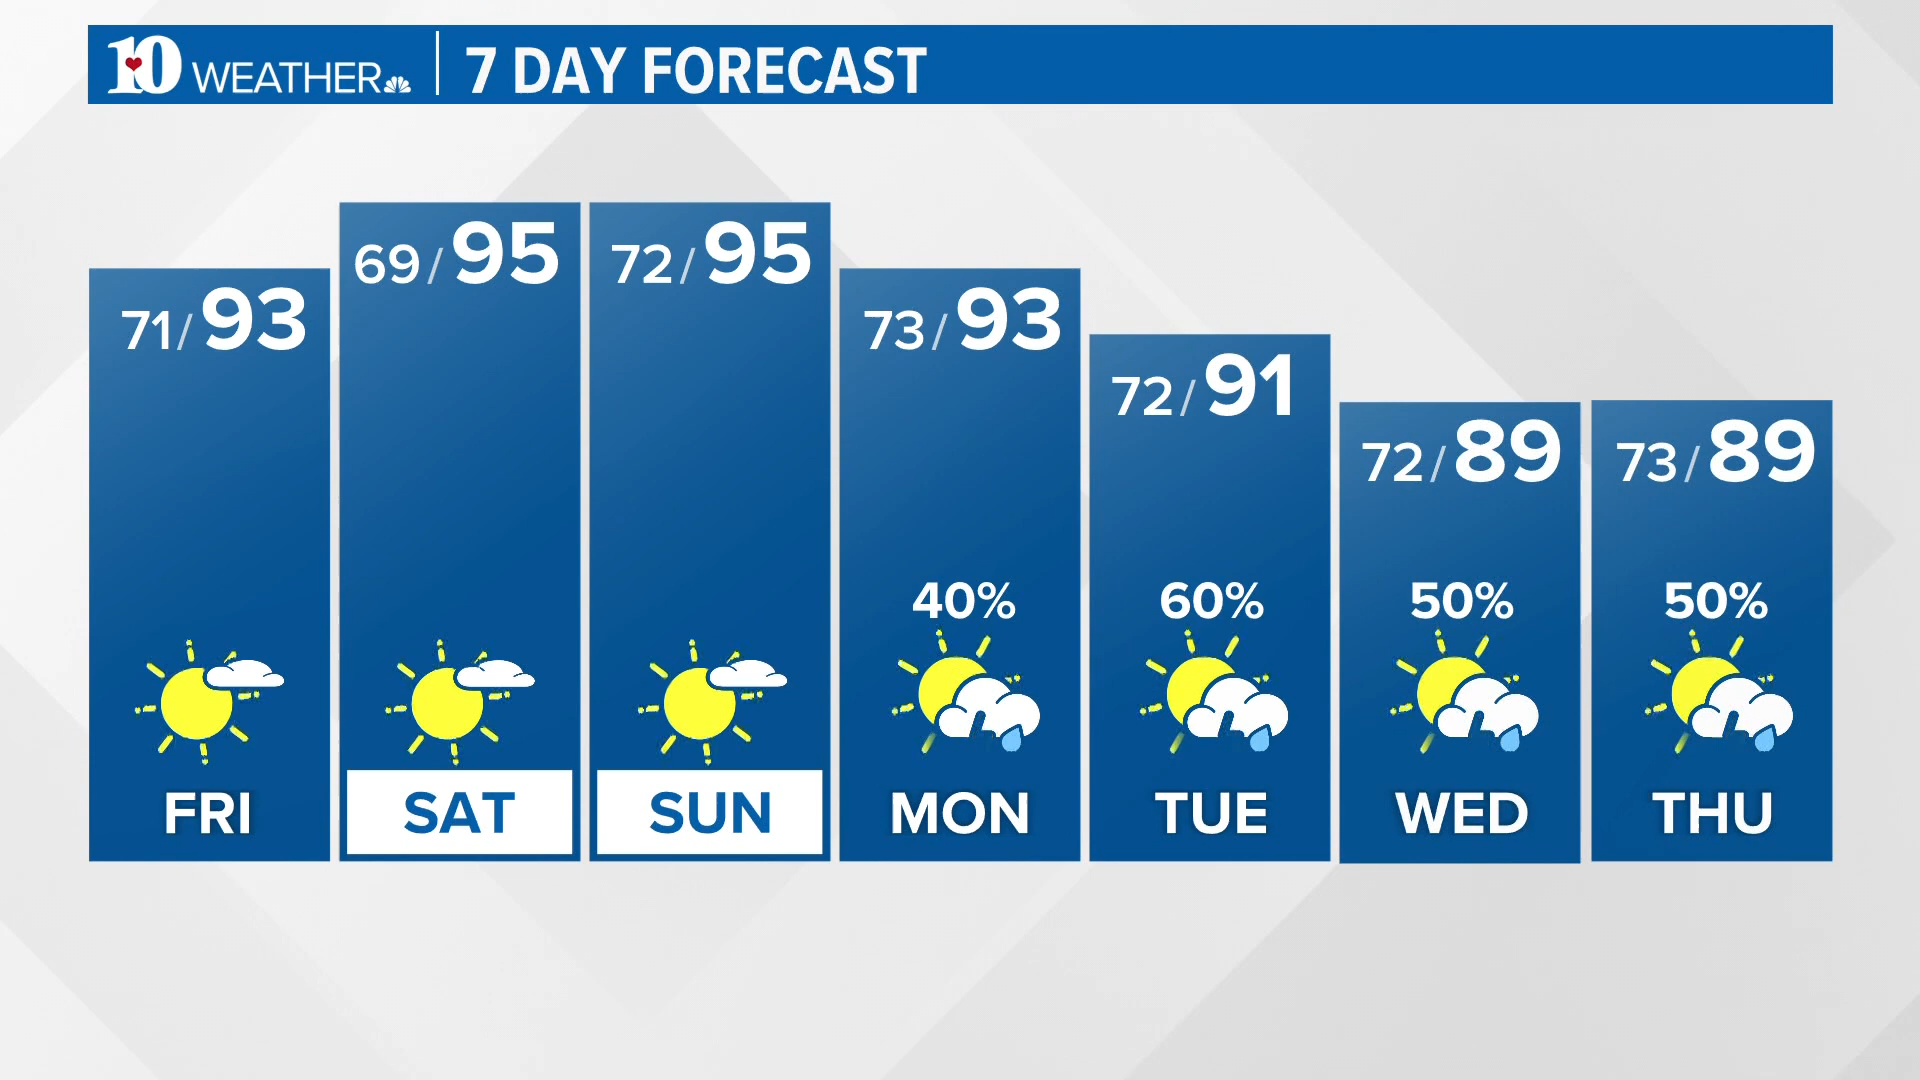 10 WEATHER 7 DAY FORECAST
71/93
69/95
72/95
73/93
72/91
72/89
73/89
40%
60%
50%
50%
FRI
SAT
SUN
MON
TUE
WED
THU